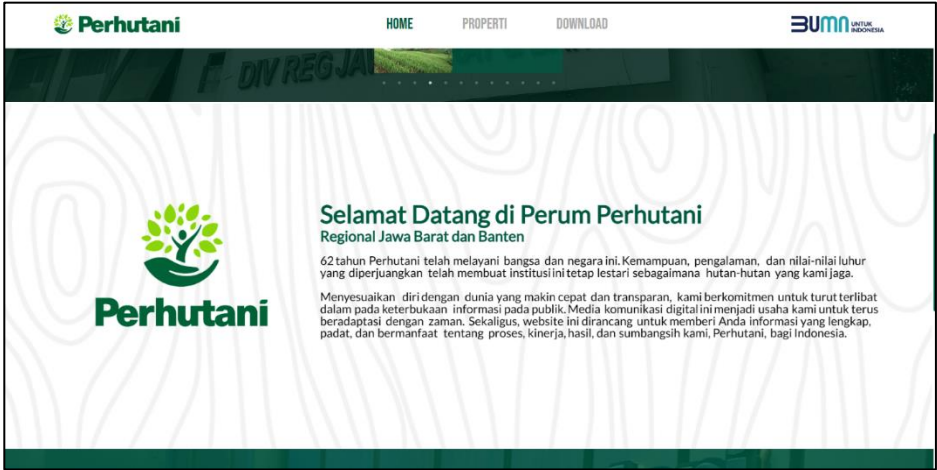 Perhutani
HOME
PROPERTI
DOWNLOAD
BUMN UNTUK
INDONESIA
DIV REG JA
Selamat Datang di Perum Perhutani
Regional Jawa Barat dan Banten
62 tahun Perhutani telah melayani bangsa dan negara ini. Kemampuan, pengalaman, dan nilai-nilai luhur
yang diperjuangkan telah membuat institusi ini tetap lestari sebagaimana hutan-hutan yang kami jaga.
Perhutani
Menyesuaikan diri dengan dunia yang makin cepat dan transparan, kami berkomitmen untuk turut terlibat
dalam pada keterbukaan informasi pada publik. Media komunikasi digital ini menjadi usaha kami untuk terus
beradaptasi dengan zaman. Sekaligus, website ini dirancang untuk memberi Anda informasi yang lengkap,
padat, dan bermanfaat tentang proses, kinerja, hasil, dan sumbangsih kami, Perhutani, bagi Indonesia.